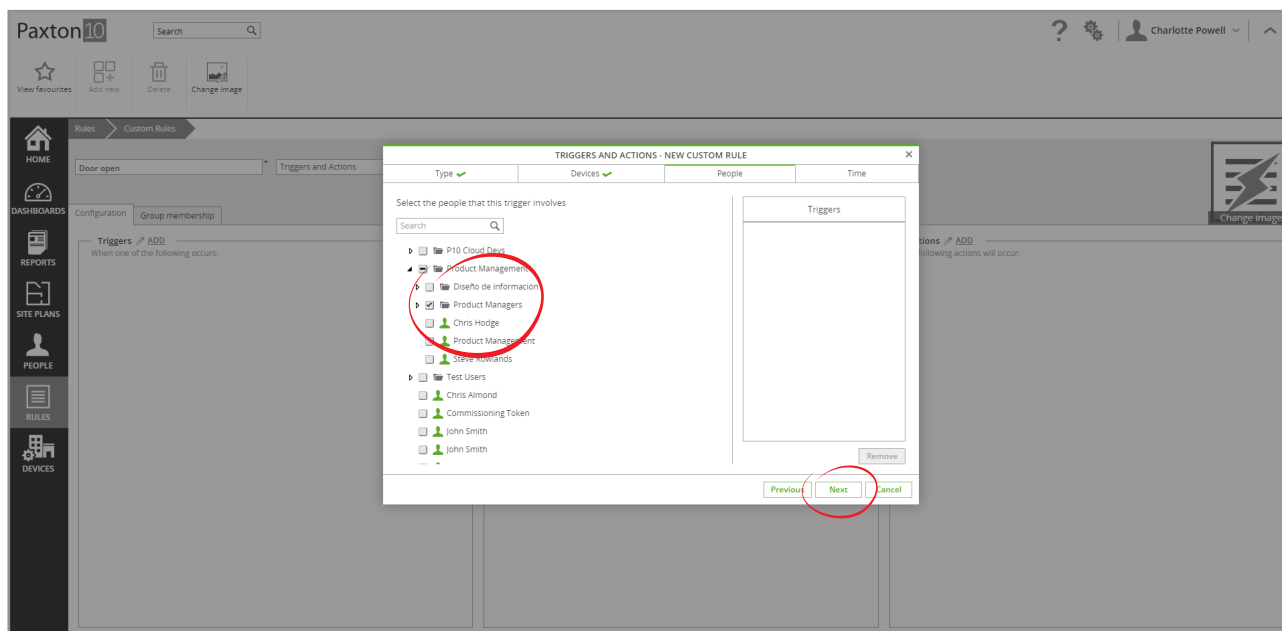 Paxton 10
Search
Charlotte Powell
View favourites
Add new
Delete
Change image
Rules
Custom Rules
HOME
DASHBOARDS
REPORTS
SITE PLANS
PEOPLE
RULES
DEVICES
Door open
*
Triggers and Actions
Change image
Configuration
Group membership
Triggers ADD
When one of the following occurs:
tions ADD
following actions will occur:
TRIGGERS AND ACTIONS - NEW CUSTOM RULE
Type
Devices
People
Time
Select the people that this trigger involves
Search
P10 Cloud Devs
Product Management
Diseño de información
Product Managers
Chris Hodge
Product Management
Steve Rowlands
Test Users
Chris Almond
Commissioning Token
John Smith
John Smith
Triggers
Remove
Previous
Next
Cancel